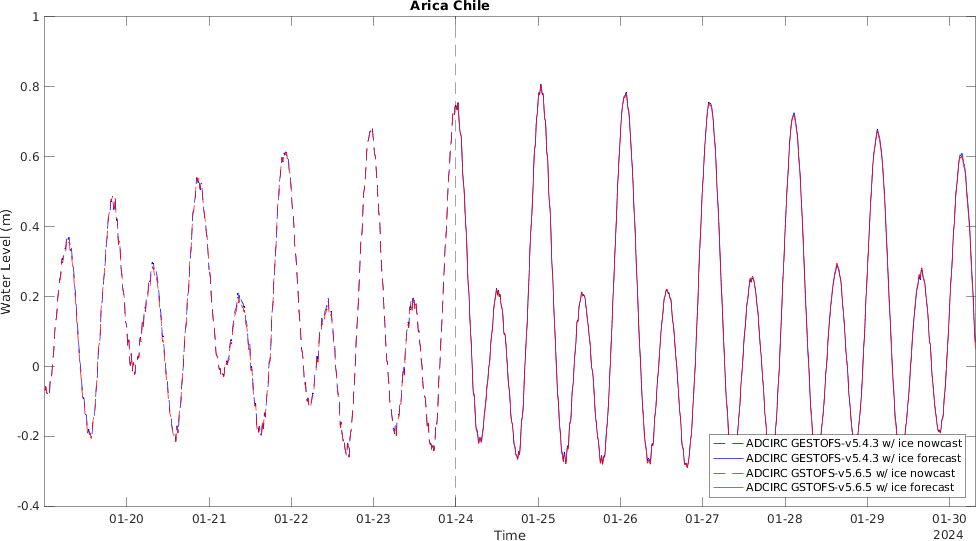 Arica Chile
Water Level (m)
1
0.8
0.6
0.4
0.2
0
-0.2
-0.4
ADCIRC GESTOFS-v5.4.3 w/ ice nowcast
ADCIRC GESTOFS-v5.4.3 w/ ice forecast
ADCIRC GSTOFS-v5.6.5 w/ ice nowcast
ADCIRC GSTOFS-v5.6.5 w/ ice forecast
01-20 01-21 01-22 01-23 01-24 01-25 01-26 01-27 01-28 01-29 01-30
Time
2024